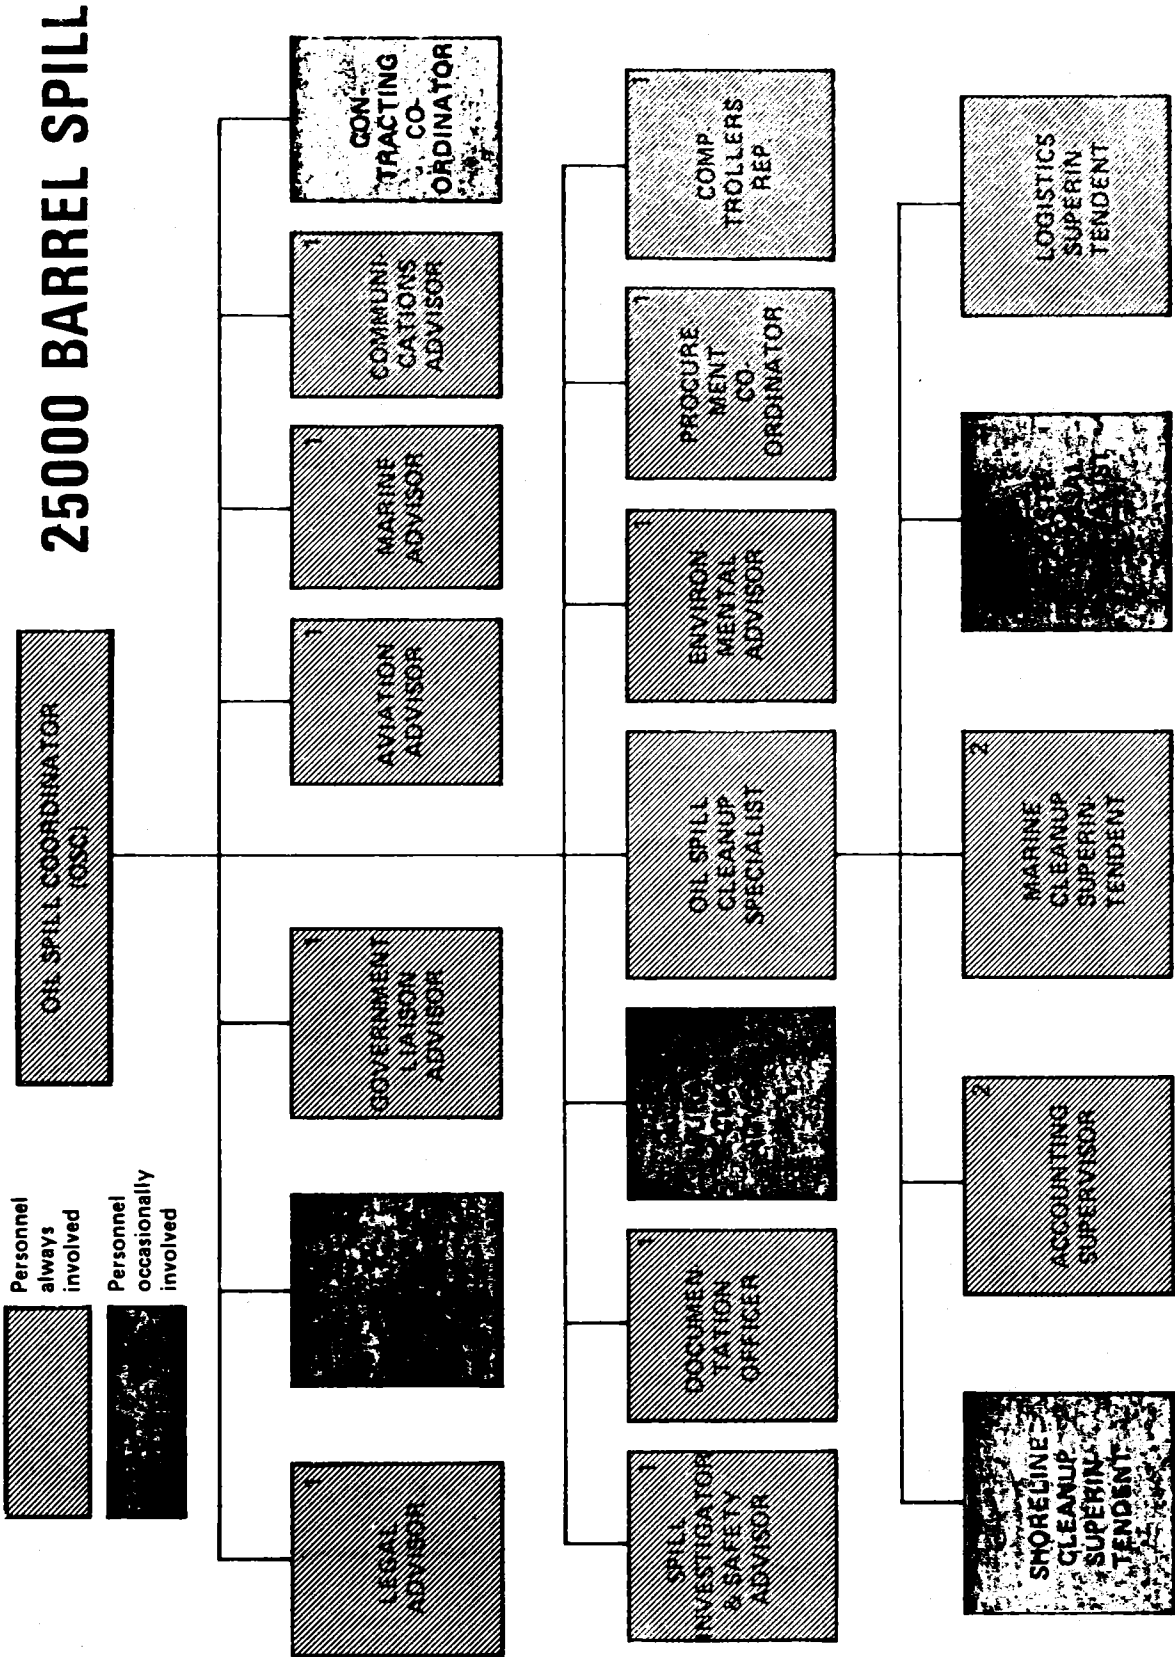 25000 BARREL SPILL
Personnel
always
involved
Personnel
occasionally
involved
OIL SPILL COORDINATOR
(OSC)
1
LEGAL
ADVISOR
1
GOVERNMENT
LIAISON
ADVISOR
1
AVIATION
ADVISOR
1
MARINE
ADVISOR
1
COMMUNI-
CATIONS
ADVISOR
CON-
TRACTING
CO-
ORDINATOR
1
SPILL
INVESTIGATOR
& SAFETY
ADVISOR
1
DOCUMEN-
TATION
OFFICER
OIL SPILL
CLEANUP
SPECIALIST
1
ENVIRON
MENTAL
ADVISOR
1
PROCURE
MENT
CO-
ORDINATOR
1
COMP
TROLLERS
REP
SHORELINE
CLEANUP
SUPERIN-
TENDENT
2
ACCOUNTING
SUPERVISOR
2
MARINE
CLEANUP
SUPERIN-
TENDENT
LOGISTICS
SUPERIN
TENDENT